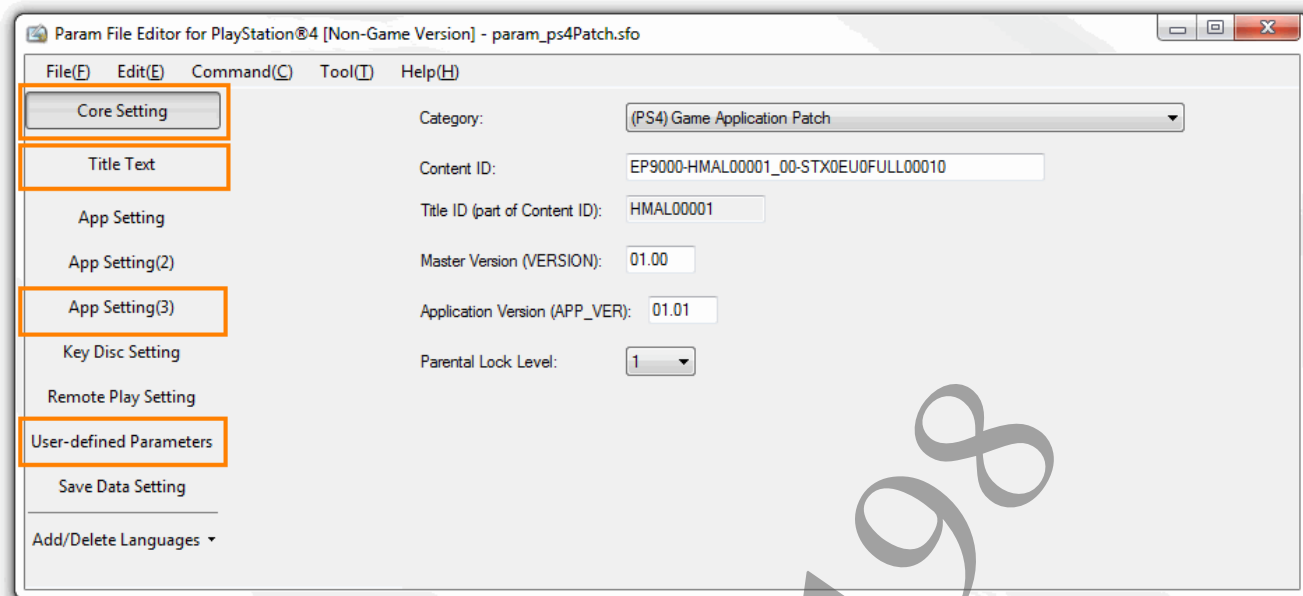 Param File Editor for PlayStation®4 [Non-Game Version] - param_ps4Patch.sfo
File(F) Edit(E) Command(C) Tool(T) Help(H)
Core Setting
Title Text
App Setting
App Setting(2)
App Setting(3)
Key Disc Setting
Remote Play Setting
User-defined Parameters
Save Data Setting
Add/Delete Languages
Category: (PS4) Game Application Patch
Content ID: EP9000-HMAL00001_00-STX0EU0FULL00010
Title ID (part of Content ID): HMAL00001
Master Version (VERSION): 01.00
Application Version (APP_VER): 01.01
Parental Lock Level: 1